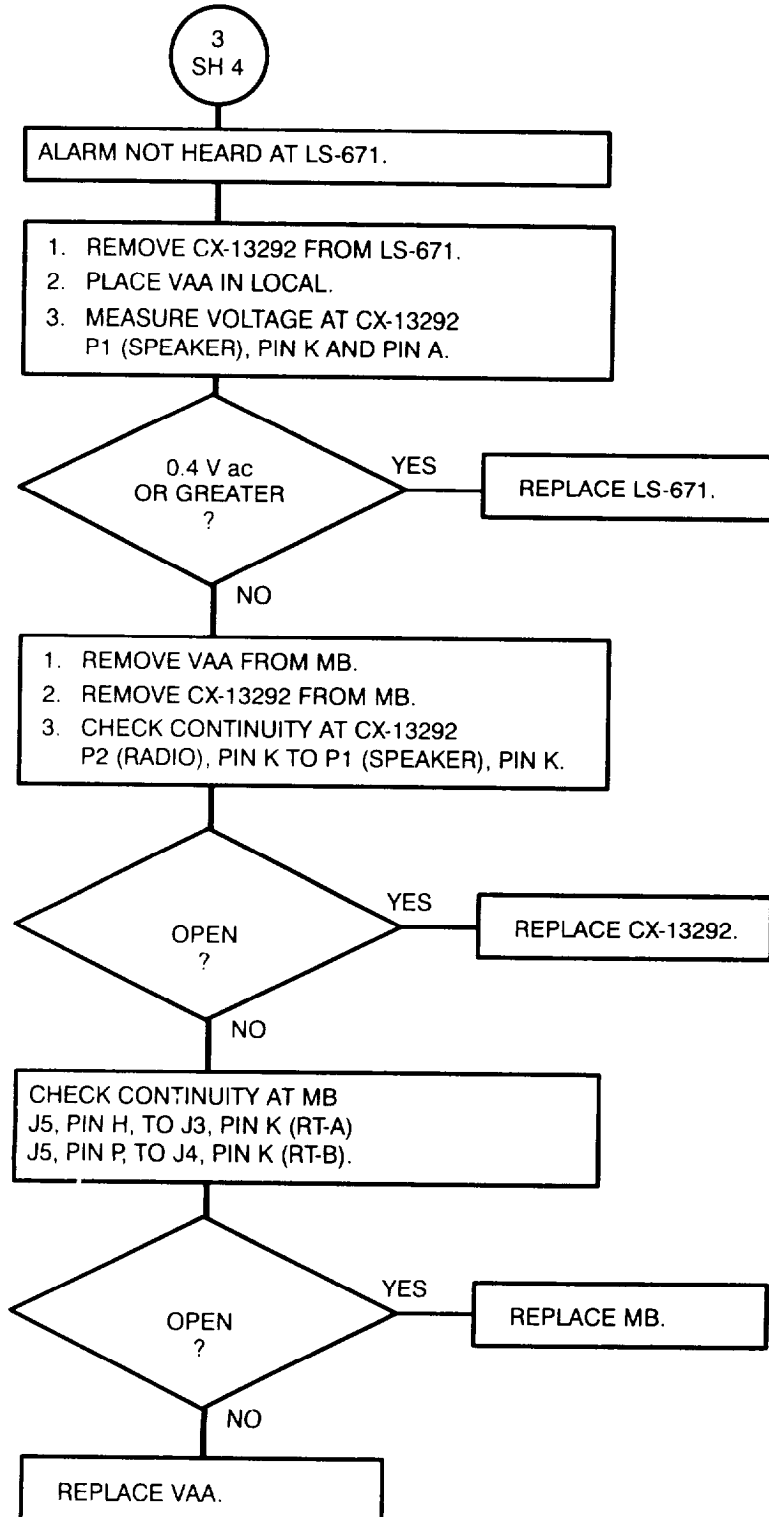 3
SH 4
ALARM NOT HEARD AT LS-671.
1. REMOVE CX-13292 FROM LS-671.
2. PLACE VAA IN LOCAL.
3. MEASURE VOLTAGE AT CX-13292
P1 (SPEAKER), PIN K AND PIN A.
0.4 V ac
OR GREATER
?
YES
REPLACE LS-671.
NO
1. REMOVE VAA FROM MB.
2. REMOVE CX-13292 FROM MB.
3. CHECK CONTINUITY AT CX-13292
P2 (RADIO), PIN K TO P1 (SPEAKER), PIN K.
OPEN
?
YES
REPLACE CX-13292.
NO
CHECK CONTINUITY AT MB
J5, PIN H, TO J3, PIN K (RT-A)
J5, PIN P, TO J4, PIN K (RT-B).
OPEN
?
YES
REPLACE MB.
NO
REPLACE VAA.